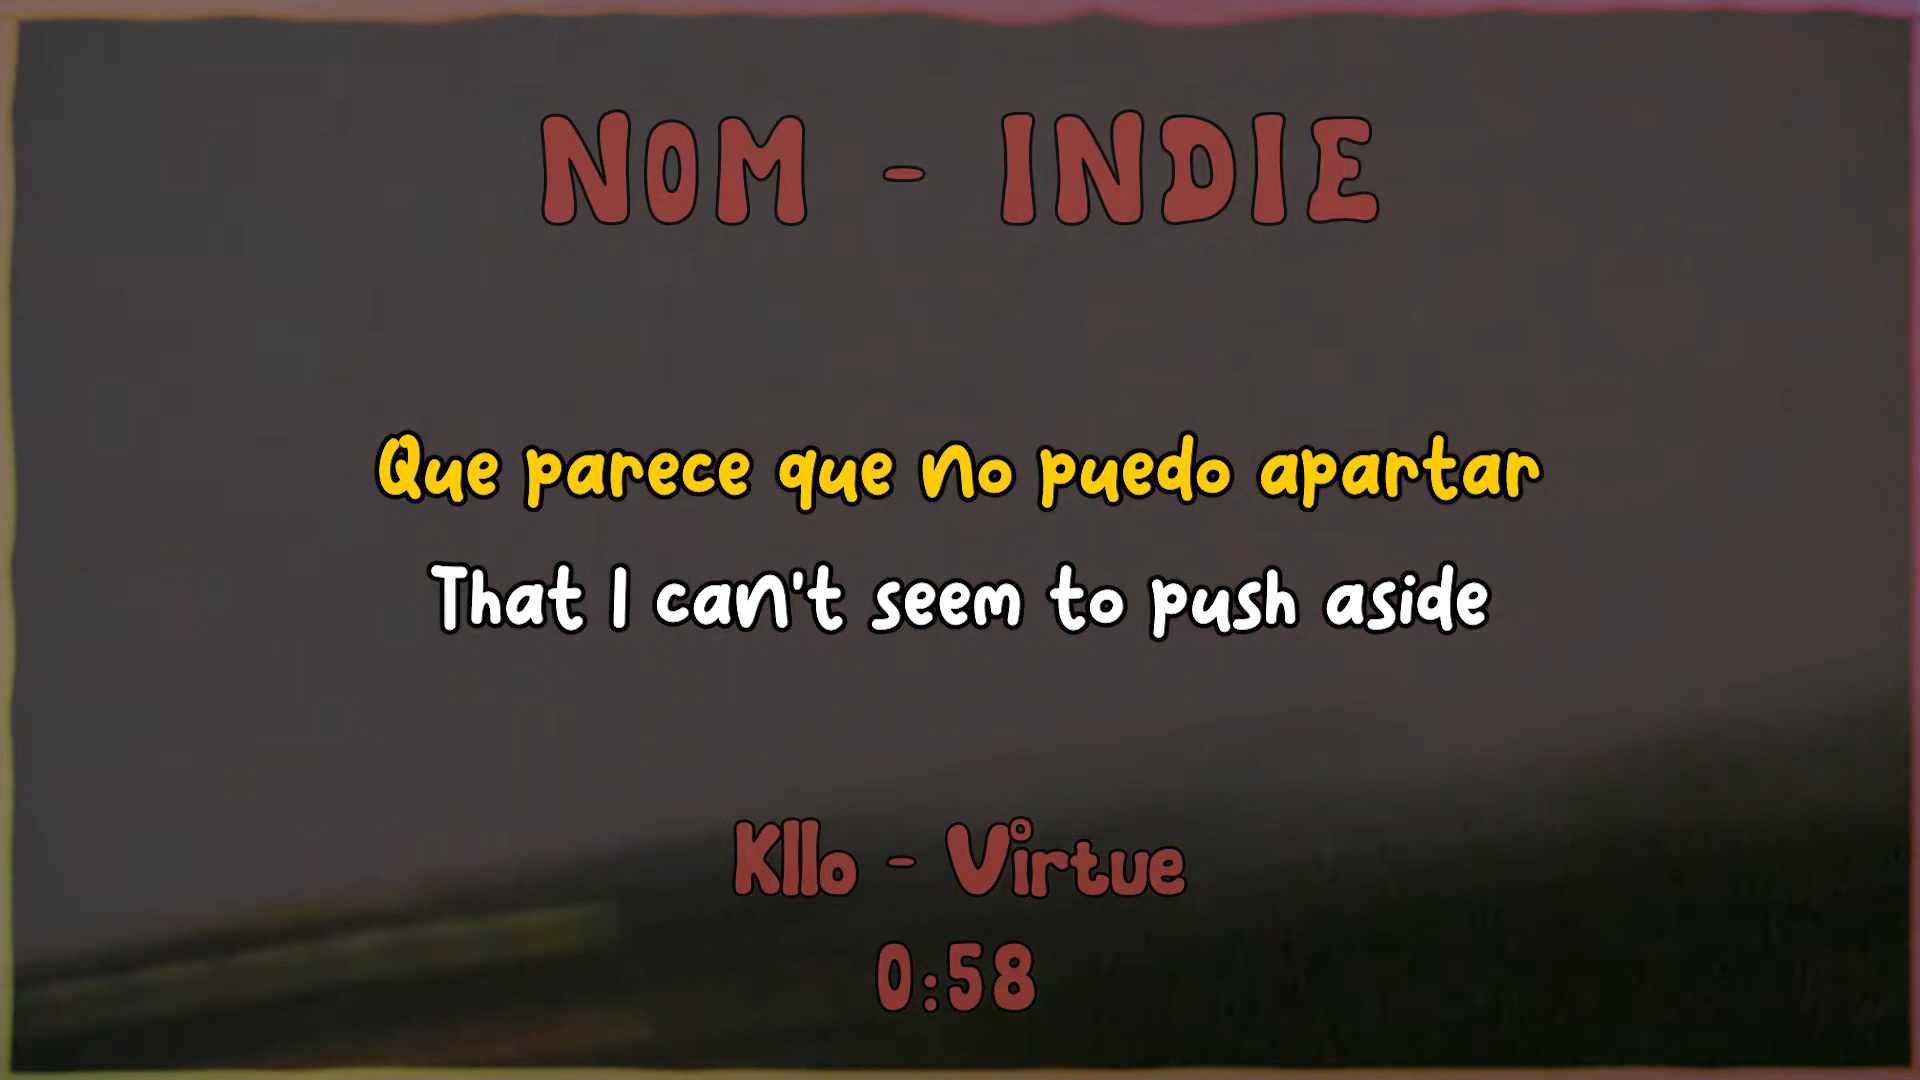 NOM - INDIE
Que parece que no puedo apartar
That I can't seem to push aside
Kllo - Virtue
0:58